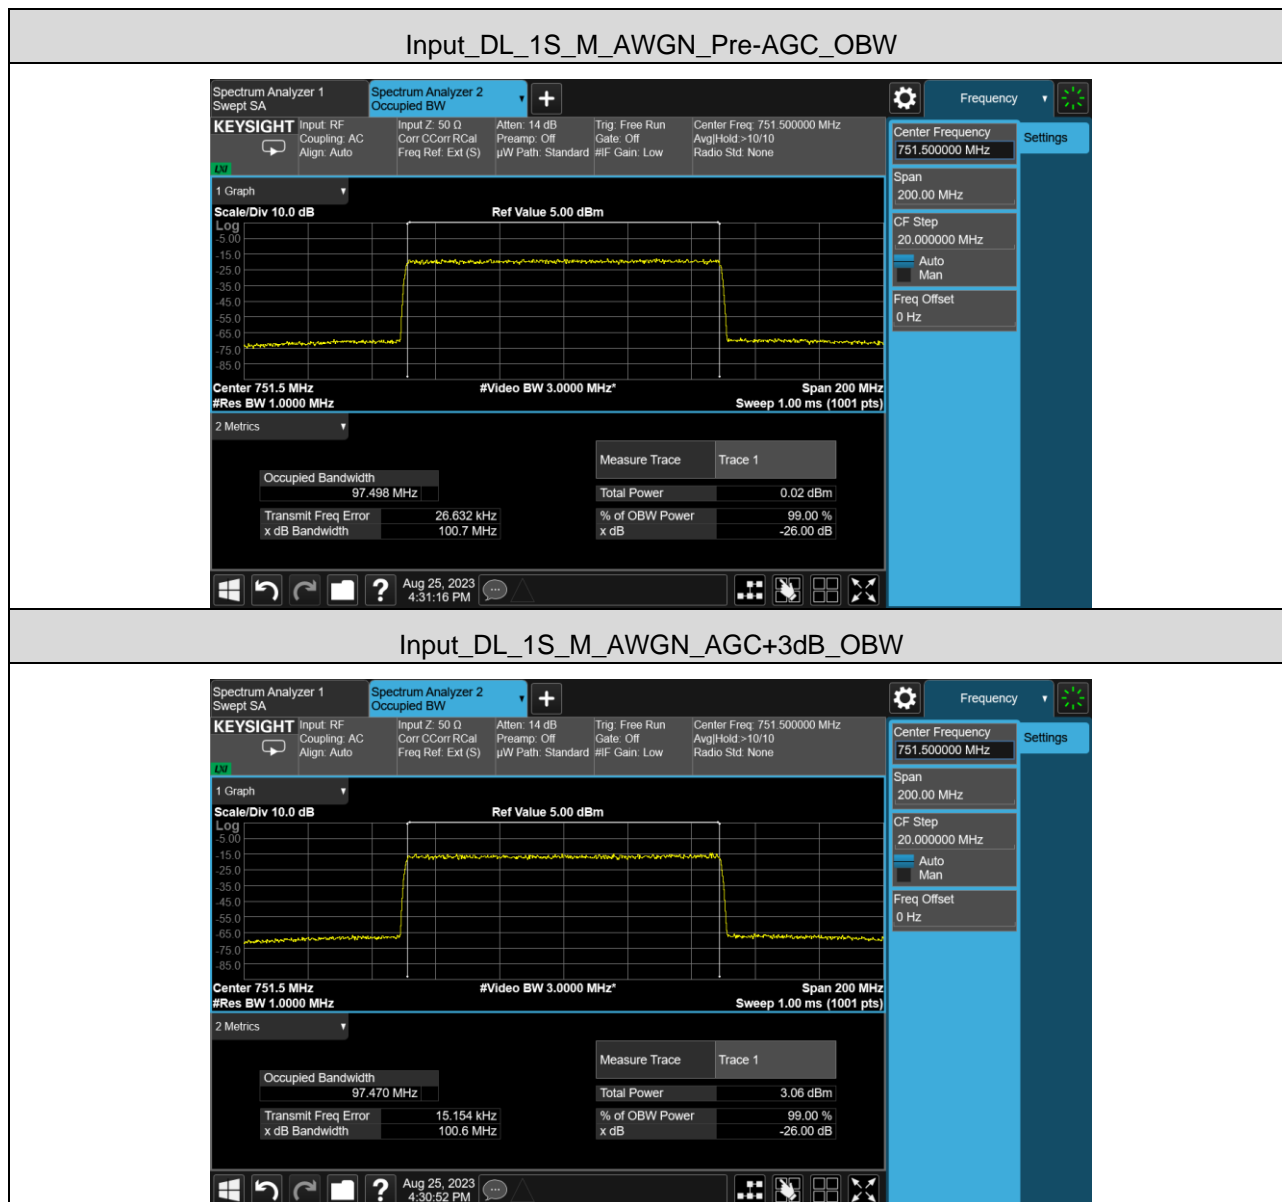 Input_DL_1S_M_AWGN_Pre-AGC_OBW
Spectrum Analyzer 1
Swept SA
Spectrum Analyzer 2
Occupied BW
Frequency
KEYSIGHT
Input: RF
Coupling: AC
Align: Auto
Input Z: 50 Ω
Corr CCorr RCal
Freq Ref: Ext (S)
Atten: 14 dB
Preamp: Off
µW Path: Standard
Trig: Free Run
Gate: Off
#IF Gain: Low
Center Freq: 751.500000 MHz
Avg|Hold:>10/10
Radio Std: None
LXI
Center Frequency
751.500000 MHz
Settings
Span
200.00 MHz
CF Step
20.000000 MHz
Auto
Man
Freq Offset
0 Hz
1 Graph
Scale/Div 10.0 dB
Ref Value 5.00 dBm
Log
-5.00
-15.0
-25.0
-35.0
-45.0
-55.0
-65.0
-75.0
-85.0
Center 751.5 MHz
#Video BW 3.0000 MHz*
Span 200 MHz
#Res BW 1.0000 MHz
Sweep 1.00 ms (1001 pts)
2 Metrics
Measure Trace
Trace 1
Occupied Bandwidth
97.498 MHz
Total Power
0.02 dBm
Transmit Freq Error
26.632 kHz
% of OBW Power
99.00 %
x dB Bandwidth
100.7 MHz
x dB
-26.00 dB
?
Aug 25, 2023
4:31:16 PM
Input_DL_1S_M_AWGN_AGC+3dB_OBW
Spectrum Analyzer 1
Swept SA
Spectrum Analyzer 2
Occupied BW
Frequency
KEYSIGHT
Input: RF
Coupling: AC
Align: Auto
Input Z: 50 Ω
Corr CCorr RCal
Freq Ref: Ext (S)
Atten: 14 dB
Preamp: Off
µW Path: Standard
Trig: Free Run
Gate: Off
#IF Gain: Low
Center Freq: 751.500000 MHz
Avg|Hold:>10/10
Radio Std: None
LXI
Center Frequency
751.500000 MHz
Settings
Span
200.00 MHz
CF Step
20.000000 MHz
Auto
Man
Freq Offset
0 Hz
1 Graph
Scale/Div 10.0 dB
Ref Value 5.00 dBm
Log
-5.00
-15.0
-25.0
-35.0
-45.0
-55.0
-65.0
-75.0
-85.0
Center 751.5 MHz
#Video BW 3.0000 MHz*
Span 200 MHz
#Res BW 1.0000 MHz
Sweep 1.00 ms (1001 pts)
2 Metrics
Measure Trace
Trace 1
Occupied Bandwidth
97.470 MHz
Total Power
3.06 dBm
Transmit Freq Error
15.154 kHz
% of OBW Power
99.00 %
x dB Bandwidth
100.6 MHz
x dB
-26.00 dB
?
Aug 25, 2023
4:30:52 PM